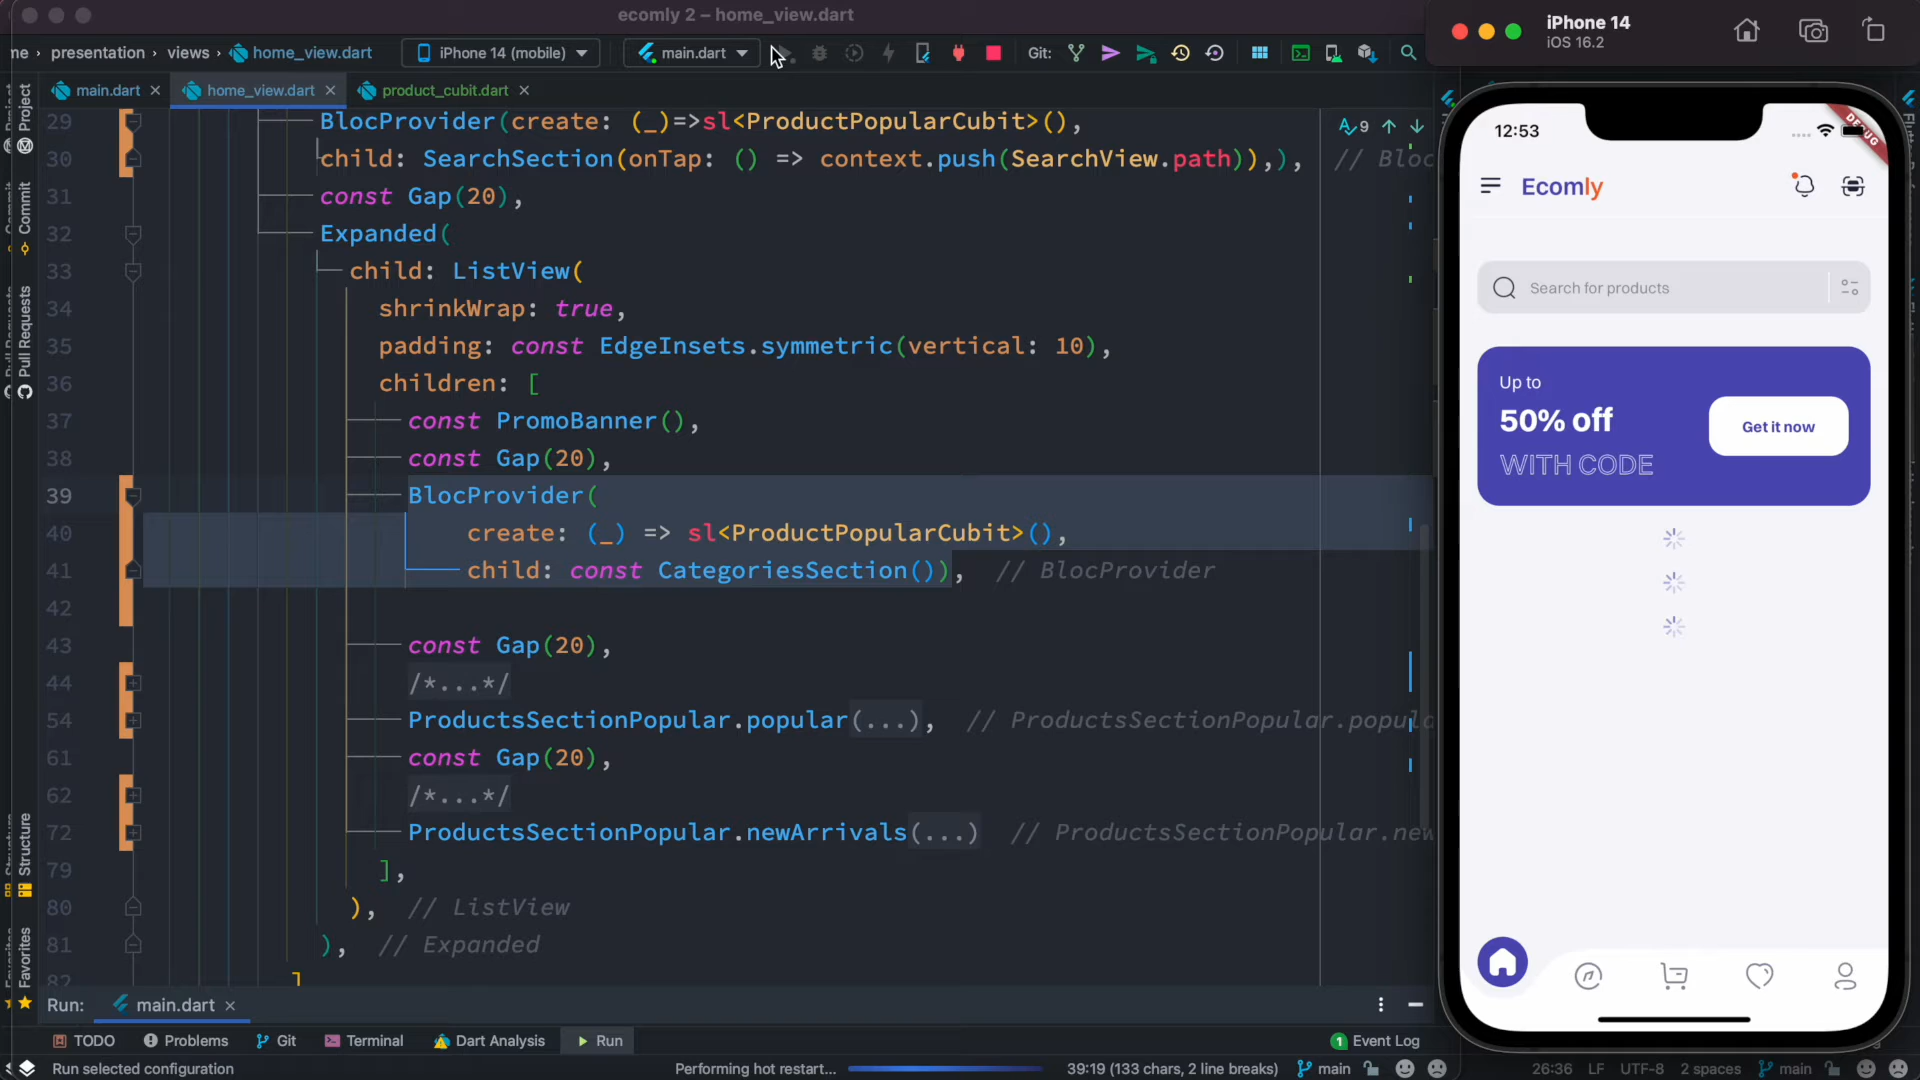 ecomly 2 – home_view.dart
me › presentation › views › home_view.dart
iPhone 14 (mobile)
main.dart
Git:
main.dart
home_view.dart
product_cubit.dart
Project
Commit
Pull Requests
Structure
Favorites
29 BlocProvider(create: (_)=>sl<ProductPopularCubit>(),
30 child: SearchSection(onTap: () => context.push(SearchView.path)),), // Bloc
31 const Gap(20),
32 Expanded(
33 child: ListView(
34 shrinkWrap: true,
35 padding: const EdgeInsets.symmetric(vertical: 10),
36 children: [
37 const PromoBanner(),
38 const Gap(20),
39 BlocProvider(
40 create: (_) => sl<ProductPopularCubit>(),
41 child: const CategoriesSection()), // BlocProvider
42
43 const Gap(20),
44 /*...*/
54 ProductsSectionPopular.popular(...), // ProductsSectionPopular.popula
61 const Gap(20),
62 /*...*/
72 ProductsSectionPopular.newArrivals(...) // ProductsSectionPopular.new
79 ],
80 ), // ListView
81 ), // Expanded
82 ]
9
Run: main.dart
TODO
Problems
Git
Terminal
Dart Analysis
Run
1 Event Log
Run selected configuration
Performing hot restart...
39:19 (133 chars, 2 line breaks)
main
26:36
LF
UTF-8
2 spaces
main
iPhone 14
iOS 16.2
12:53
DEBUG
Ecomly
Search for products
Up to
50% off
WITH CODE
Get it now